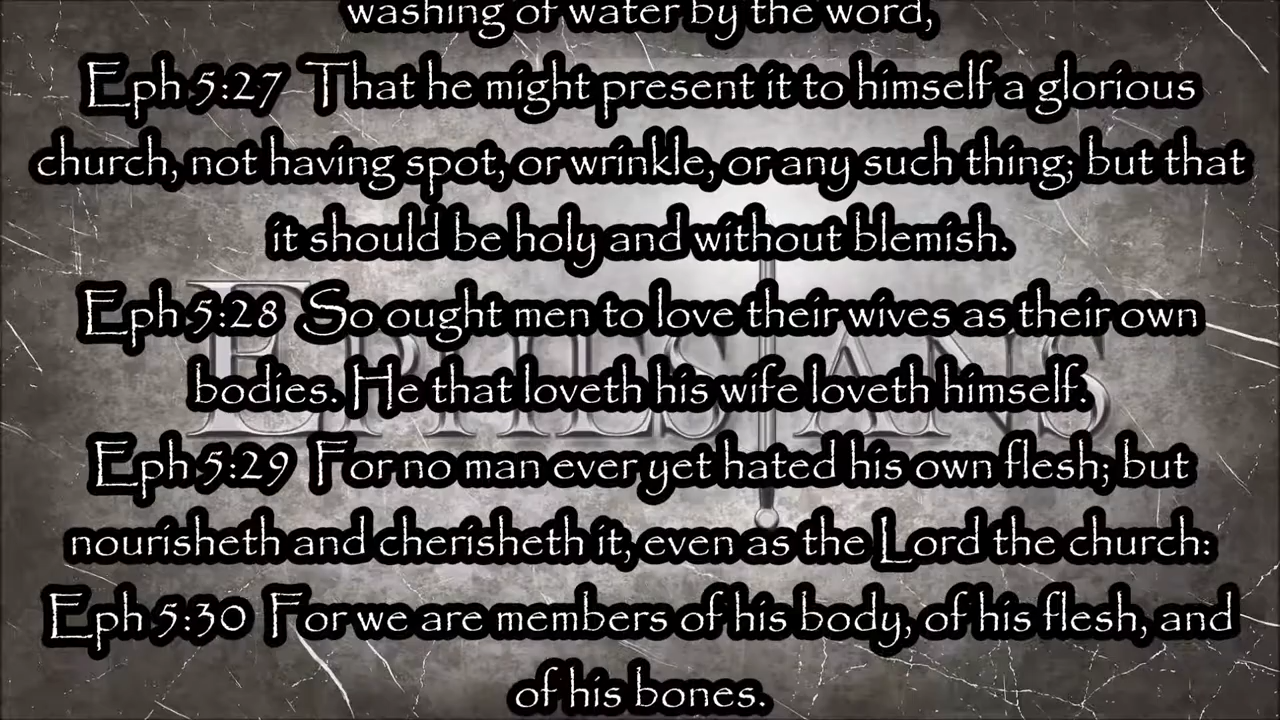 washing of water by the word,
Eph 5:27 That he might present it to himself a glorious
church, not having spot, or wrinkle, or any such thing; but that
it should be holy and without blemish.
Eph 5:28 So ought men to love their wives as their own
EPHESIANS
bodies. He that loveth his wife loveth himself.
Eph 5:29 For no man ever yet hated his own flesh; but
nourisheth and cherisheth it, even as the Lord the church:
Eph 5:30 For we are members of his body, of his flesh, and
of his bones.